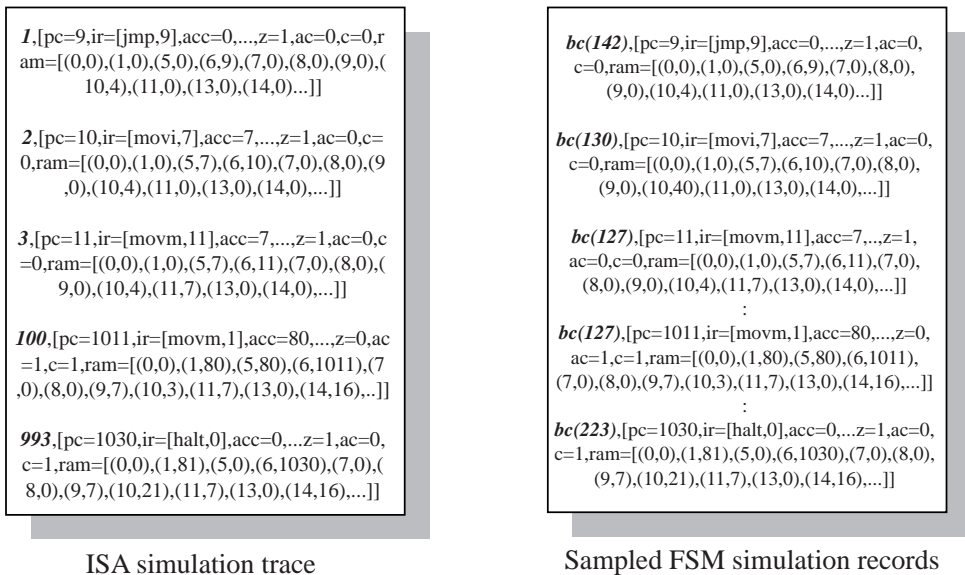 1,[pc=9,ir=[jmp,9],acc=0,...,z=1,ac=0,c=0,r
am=[(0,0),(1,0),(5,0),(6,9),(7,0),(8,0),(9,0),(
10,4),(11,0),(13,0),(14,0)...]]
2,[pc=10,ir=[movi,7],acc=7,...,z=1,ac=0,c=
0,ram=[(0,0),(1,0),(5,7),(6,10),(7,0),(8,0),(9
,0),(10,4),(11,0),(13,0),(14,0),...]]
3,[pc=11,ir=[movm,11],acc=7,...,z=1,ac=0,c
=0,ram=[(0,0),(1,0),(5,7),(6,11),(7,0),(8,0),(
9,0),(10,4),(11,7),(13,0),(14,0),...]]
100,[pc=1011,ir=[movm,1],acc=80,...,z=0,ac
=1,c=1,ram=[(0,0),(1,80),(5,80),(6,1011),(7
,0),(8,0),(9,7),(10,3),(11,7),(13,0),(14,16),..]]
993,[pc=1030,ir=[halt,0],acc=0,...z=1,ac=0,
c=1,ram=[(0,0),(1,81),(5,0),(6,1030),(7,0),(
8,0),(9,7),(10,21),(11,7),(13,0),(14,16),...]]
ISA simulation trace
bc(142),[pc=9,ir=[jmp,9],acc=0,...,z=1,ac=0,
c=0,ram=[(0,0),(1,0),(5,0),(6,9),(7,0),(8,0),
(9,0),(10,4),(11,0),(13,0),(14,0)...]]
bc(130),[pc=10,ir=[movi,7],acc=7,...,z=1,ac=0,
c=0,ram=[(0,0),(1,0),(5,7),(6,10),(7,0),(8,0),
(9,0),(10,40),(11,0),(13,0),(14,0),...]]
bc(127),[pc=11,ir=[movm,11],acc=7,..,z=1,
ac=0,c=0,ram=[(0,0),(1,0),(5,7),(6,11),(7,0),
(8,0),(9,0),(10,4),(11,7),(13,0),(14,0),...]]
:
bc(127),[pc=1011,ir=[movm,1],acc=80,...,z=0,
ac=1,c=1,ram=[(0,0),(1,80),(5,80),(6,1011),
(7,0),(8,0),(9,7),(10,3),(11,7),(13,0),(14,16),...]]
:
bc(223),[pc=1030,ir=[halt,0],acc=0,...z=1,ac=0,
c=1,ram=[(0,0),(1,81),(5,0),(6,1030),(7,0),(8,0),
(9,7),(10,21),(11,7),(13,0),(14,16),...]]
Sampled FSM simulation records